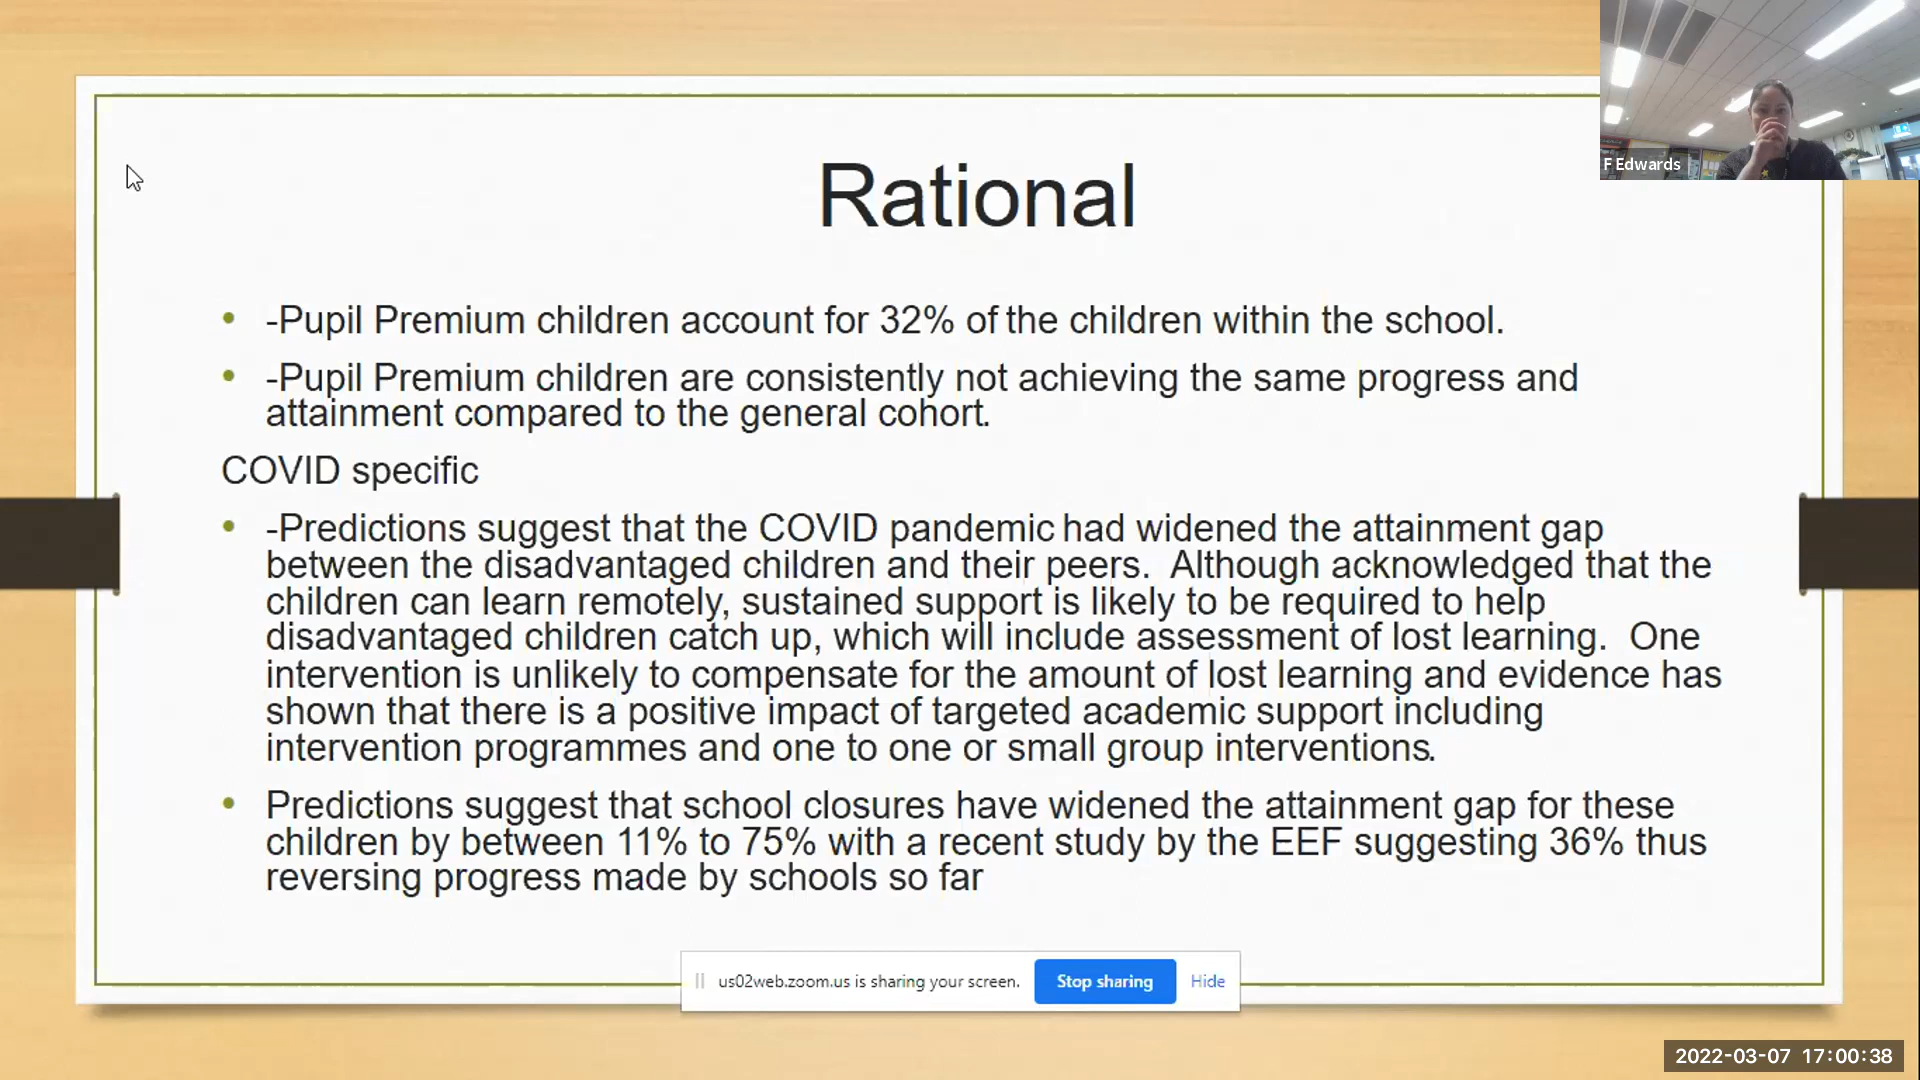 F Edwards
Rational
-Pupil Premium children account for 32% of the children within the school.
-Pupil Premium children are consistently not achieving the same progress and
attainment compared to the general cohort.
COVID specific
-Predictions suggest that the COVID pandemic had widened the attainment gap
between the disadvantaged children and their peers.  Although acknowledged that the
children can learn remotely, sustained support is likely to be required to help
disadvantaged children catch up, which will include assessment of lost learning.  One
intervention is unlikely to compensate for the amount of lost learning and evidence has
shown that there is a positive impact of targeted academic support including
intervention programmes and one to one or small group interventions.
Predictions suggest that school closures have widened the attainment gap for these
children by between 11% to 75% with a recent study by the EEF suggesting 36% thus
reversing progress made by schools so far
us02web.zoom.us is sharing your screen. Stop sharing Hide
2022-03-07 17:00:38